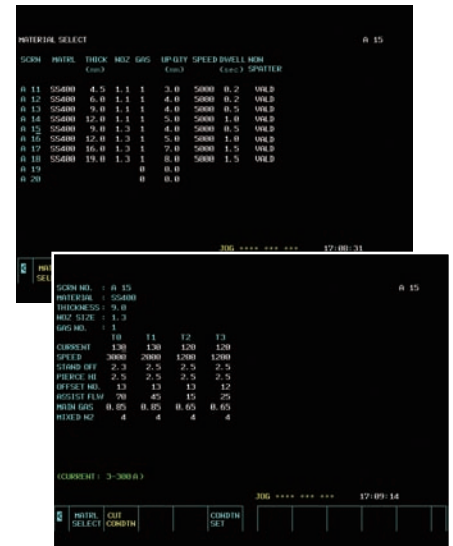 MATERIAL SELECT A 15
SCRN MATRL THICK NOZ GAS UP-QTY SPEED DWELL NON
(mm) (mm) (sec) SPATTER
A 11 SS400 4.5 1.1 1 3.0 5000 0.2 VALD
A 12 SS400 6.0 1.1 1 4.0 5000 0.2 VALD
A 13 SS400 9.0 1.1 1 4.0 5000 0.5 VALD
A 14 SS400 12.0 1.1 1 5.0 5000 1.0 VALD
A 15 SS400 9.0 1.3 1 4.0 5000 0.5 VALD
A 16 SS400 12.0 1.3 1 5.0 5000 1.0 VALD
A 17 SS400 16.0 1.3 1 7.0 5000 1.5 VALD
A 18 SS400 19.0 1.3 1 8.0 5000 1.5 VALD
A 19 0 0.0
A 20 0 0.0
JOG **** *** *** 17:08:31
<
SCRN NO. : A 15 A 15
MATERIAL : SS400
THICKNESS : 9.0
NOZ SIZE : 1.3
GAS NO. : 1
T0 T1 T2 T3
CURRENT 130 130 120 120
SPEED 3000 2000 1200 1200
STAND OFF 2.3 2.5 2.5 2.5
PIERCE HI 2.5 2.5 2.5 2.5
OFFSET NO. 13 13 13 12
ASSIST FLW 70 45 15 25
MAIN GAS 0.85 0.85 0.65 0.65
MIXED N2 4 4 4 4
(CURRENT : 3-300 A)
JOG **** *** *** 17:09:14
< MATRL CUT CONDTN
SELECT CONDTN SET